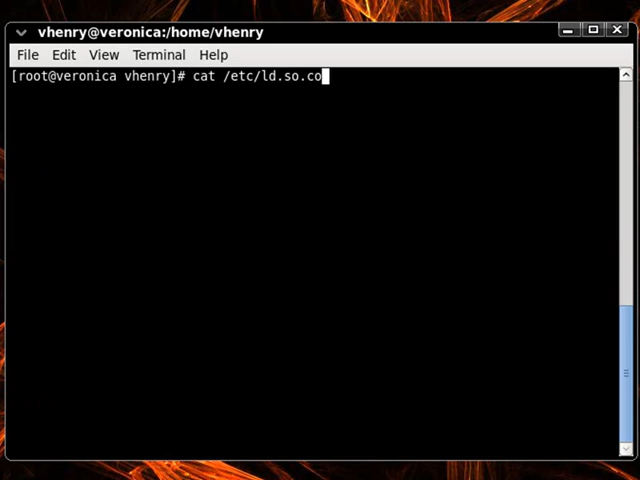 vhenry@veronica:/home/vhenry
File Edit View Terminal Help
[root@veronica vhenry]# cat /etc/ld.so.co